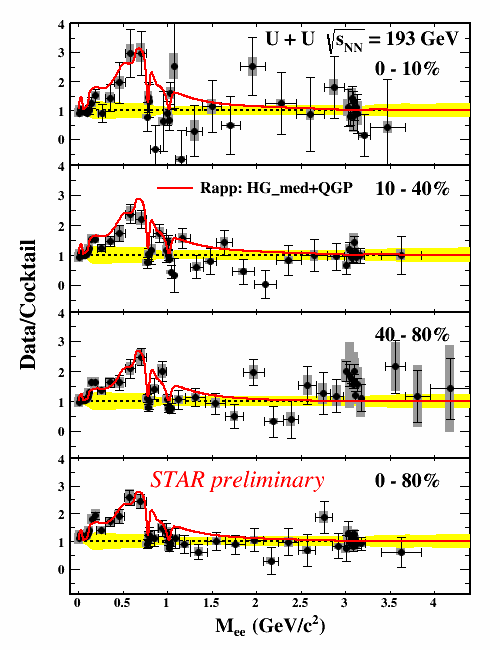 U + U √sNN = 193 GeV
0 - 10%
4
3
2
1
0
4
Rapp: HG_med+QGP
10 - 40%
3
2
1
0
4
40 - 80%
3
2
1
0
4
STAR preliminary
0 - 80%
3
2
1
0
Data/Cocktail
0 0.5 1 1.5 2 2.5 3 3.5 4
Mee (GeV/c2)